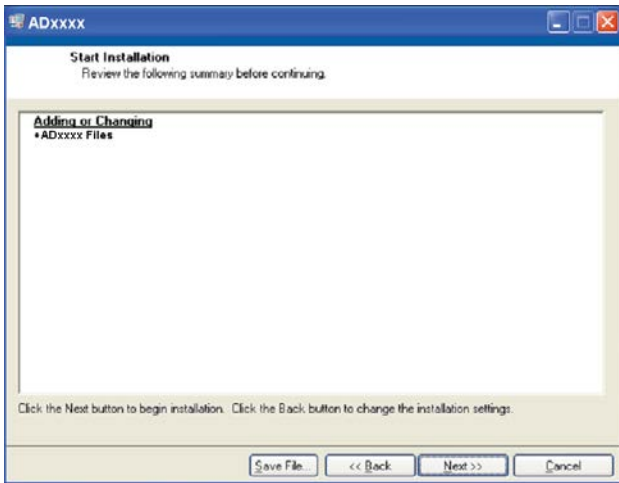 ADxxxx
Start Installation
Review the following summary before continuing.
Adding or Changing
•ADxxxx Files
Click the Next button to begin installation. Click the Back button to change the installation settings.
Save File... << Back Next >> Cancel